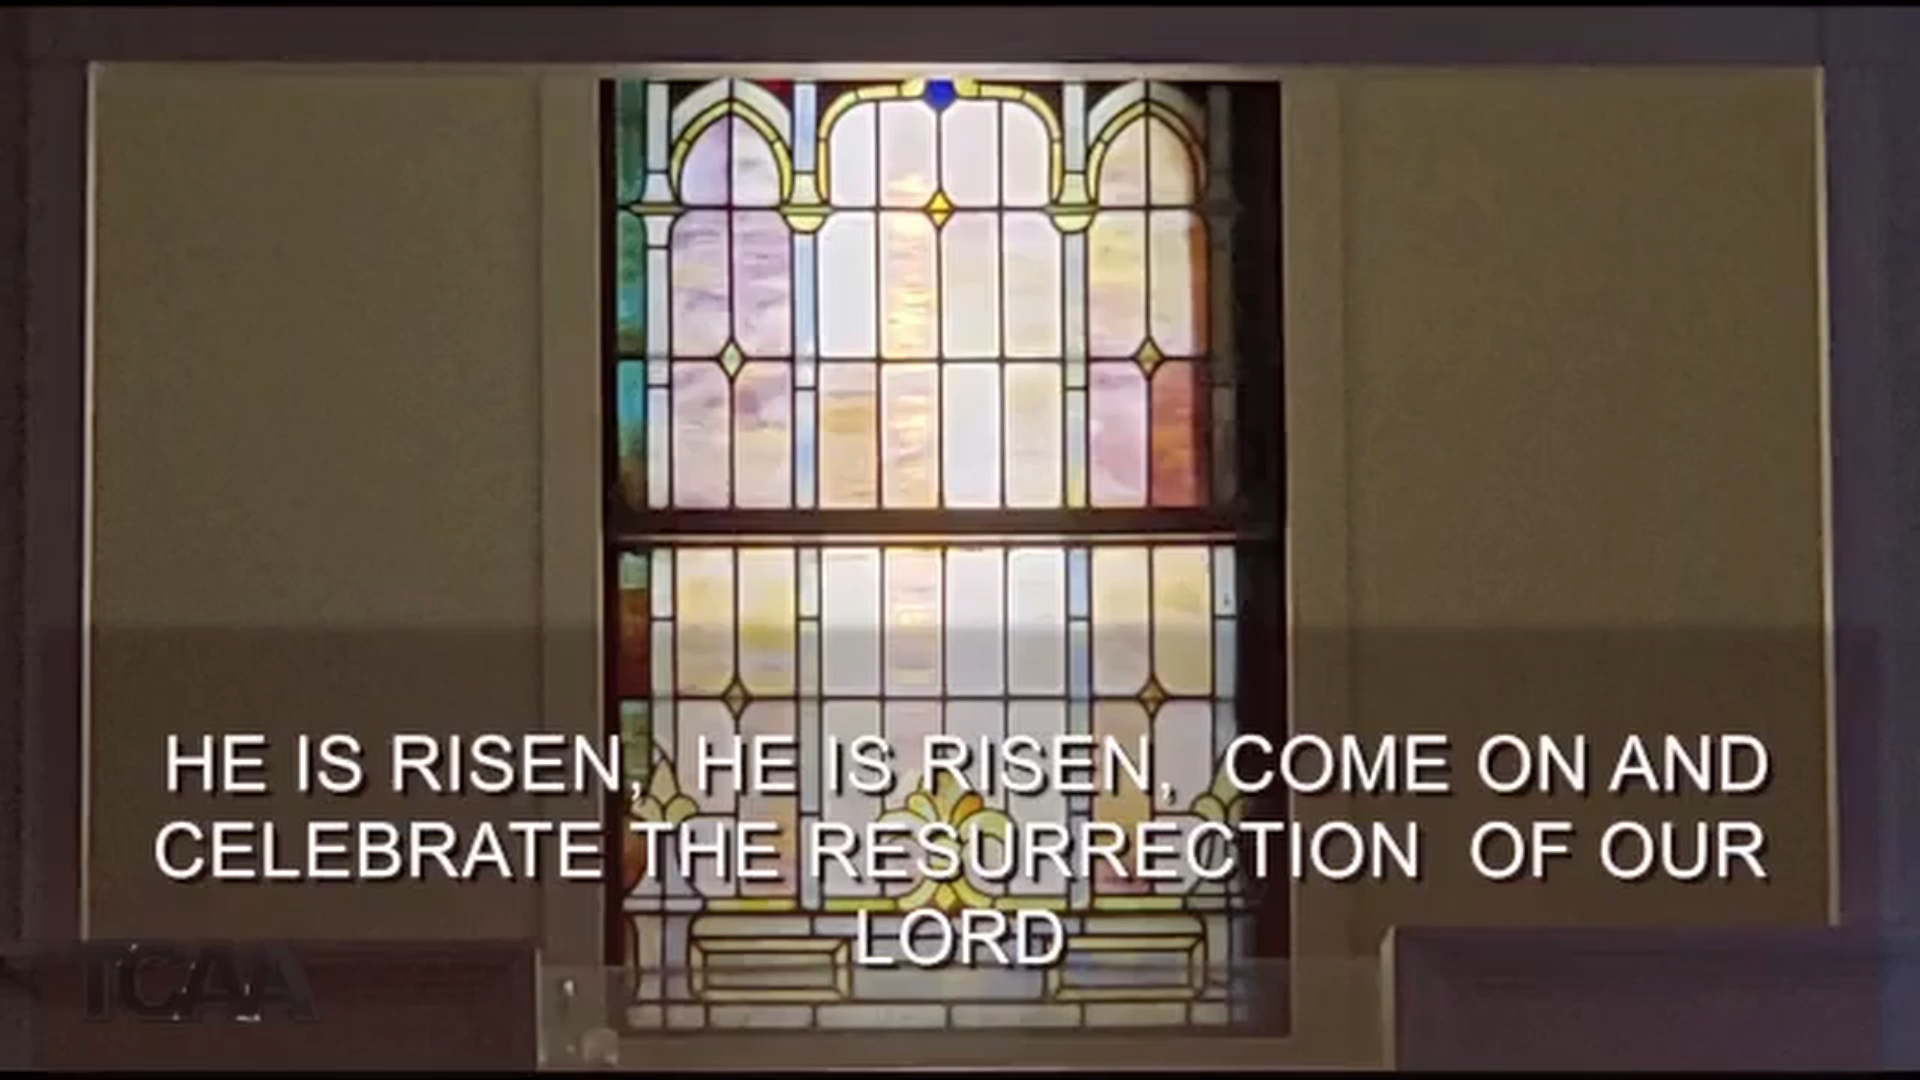 HE IS RISEN, HE IS RISEN, COME ON AND
CELEBRATE THE RESURRECTION OF OUR
LORD
TCAA